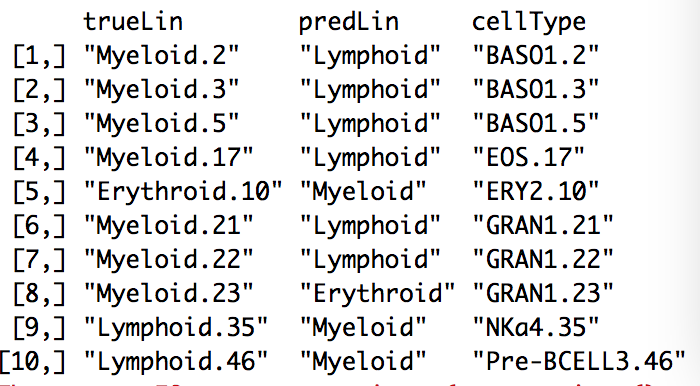 trueLin predLin cellType
[1,] "Myeloid.2" "Lymphoid" "BASO1.2"
[2,] "Myeloid.3" "Lymphoid" "BASO1.3"
[3,] "Myeloid.5" "Lymphoid" "BASO1.5"
[4,] "Myeloid.17" "Lymphoid" "EOS.17"
[5,] "Erythroid.10" "Myeloid" "ERY2.10"
[6,] "Myeloid.21" "Lymphoid" "GRAN1.21"
[7,] "Myeloid.22" "Lymphoid" "GRAN1.22"
[8,] "Myeloid.23" "Erythroid" "GRAN1.23"
[9,] "Lymphoid.35" "Myeloid" "NKa4.35"
[10,] "Lymphoid.46" "Myeloid" "Pre-BCELL3.46"